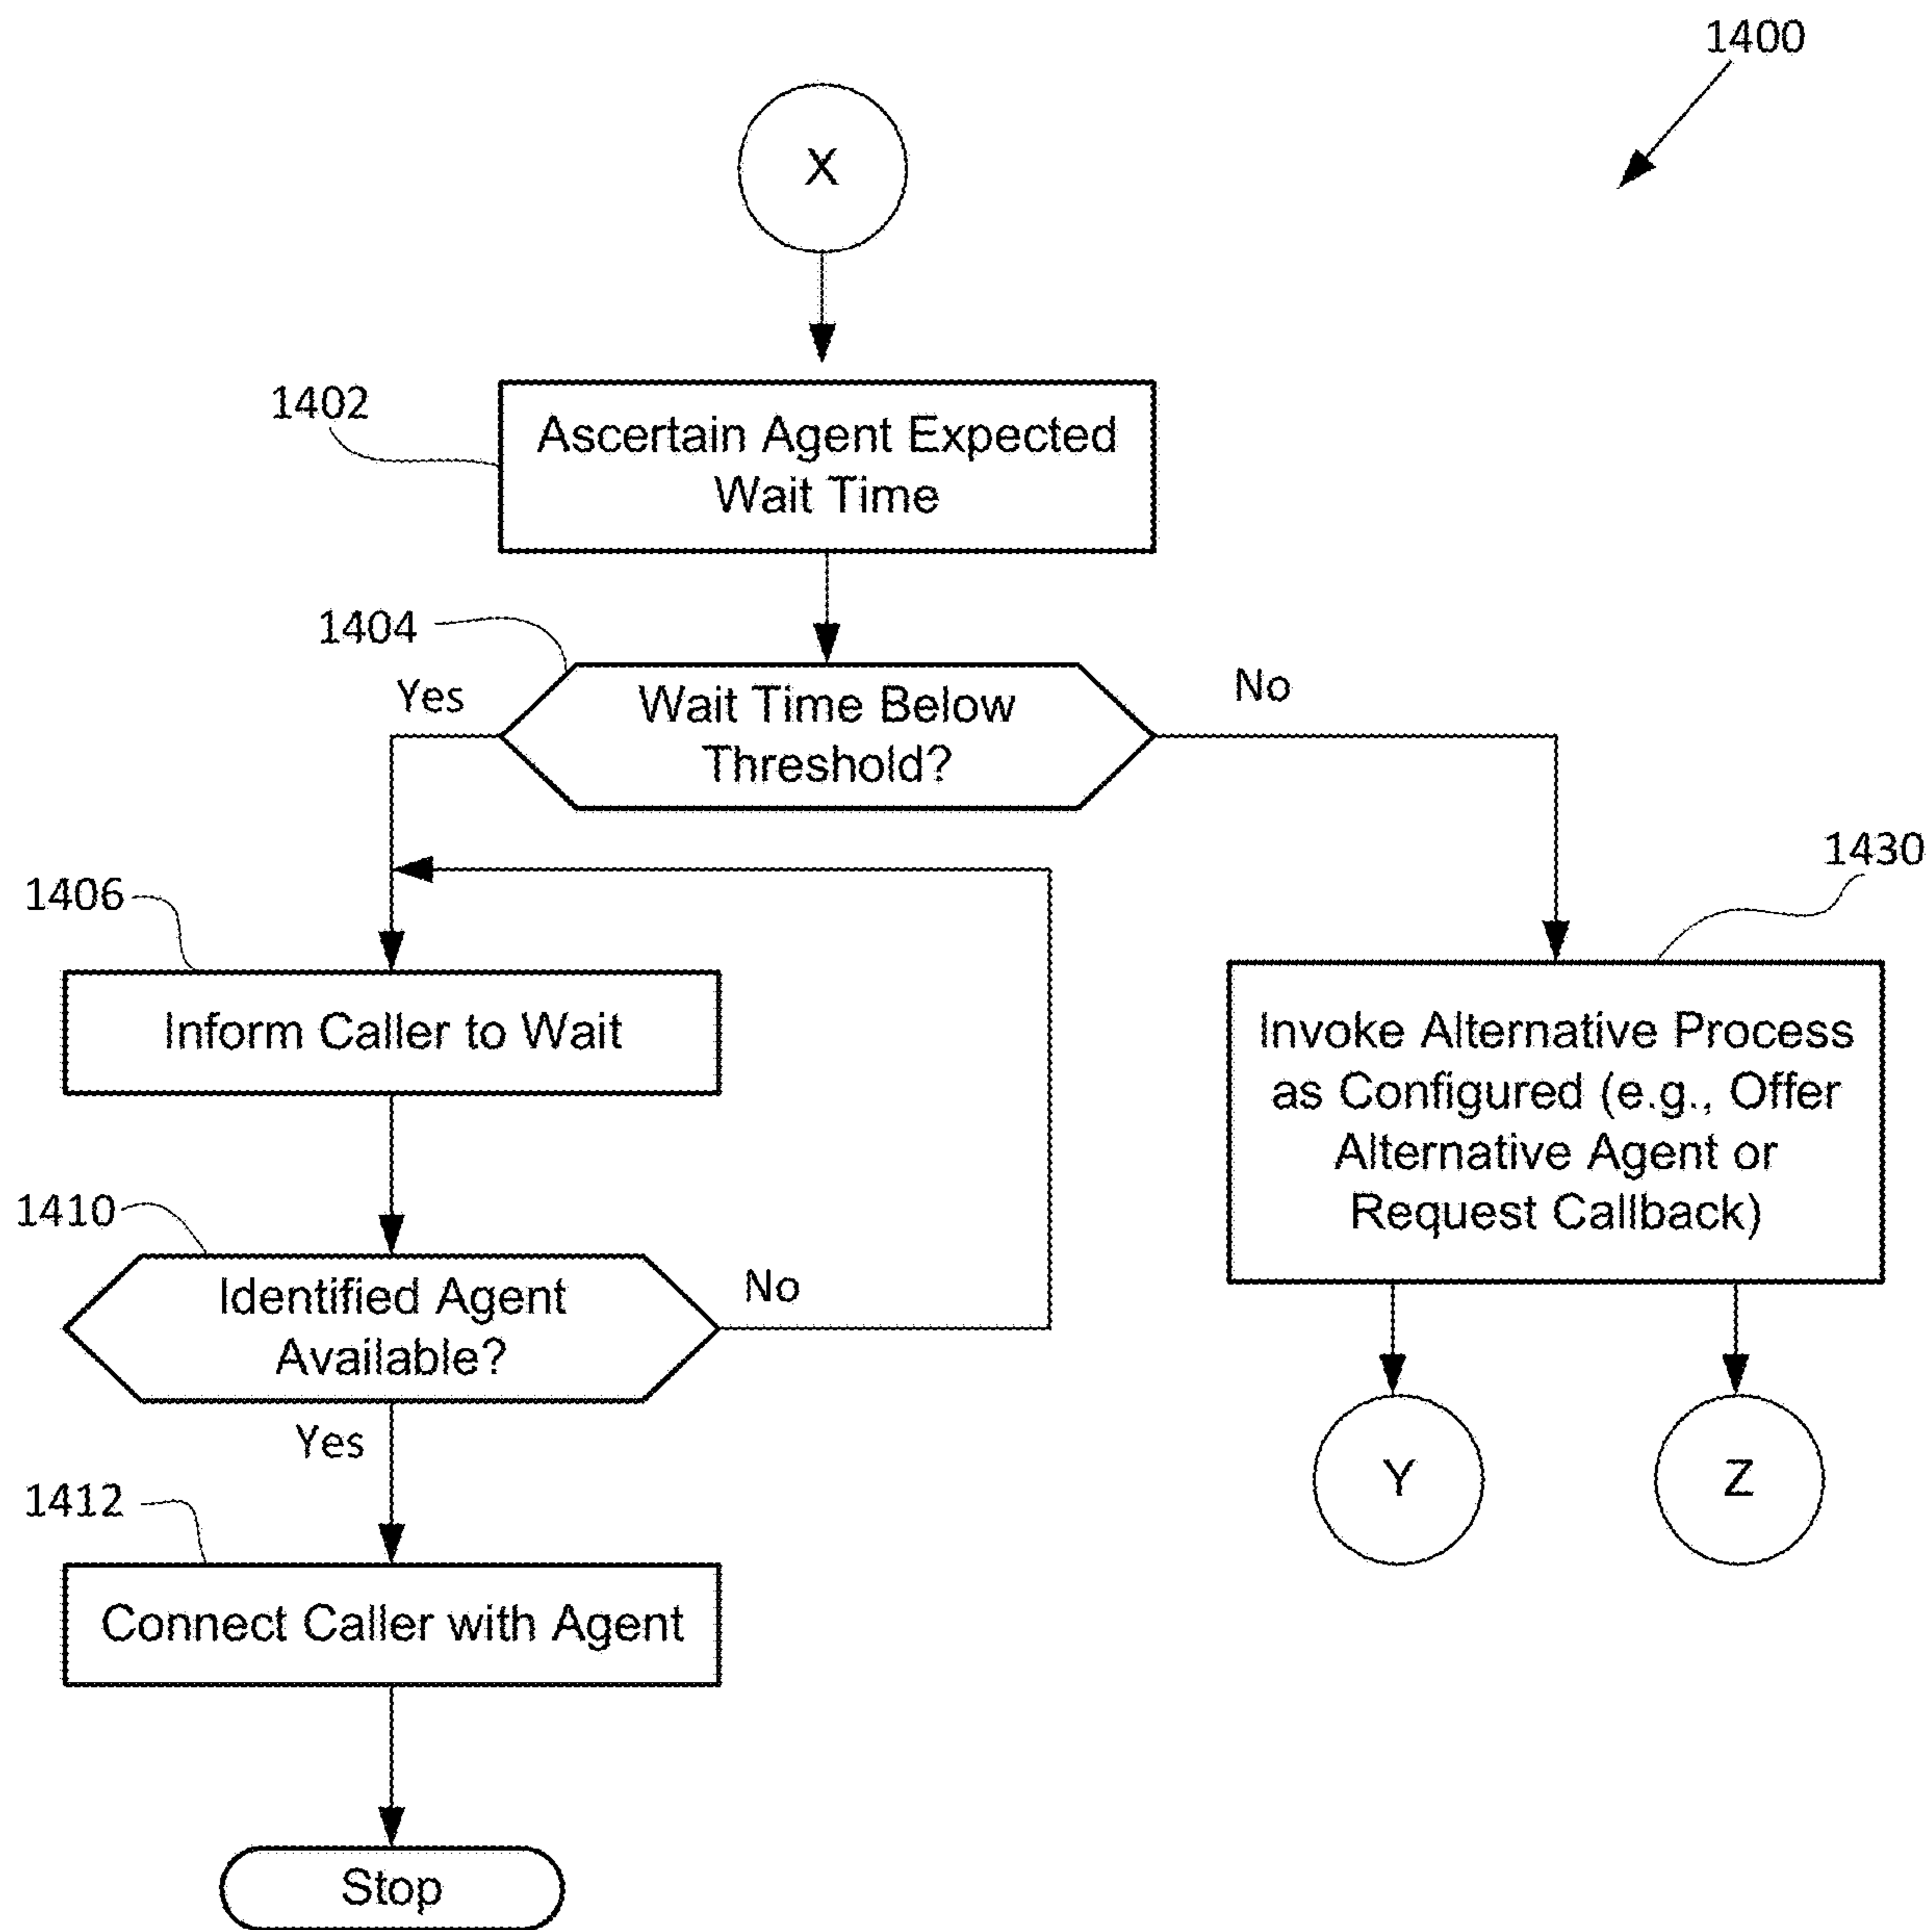 1400
X
1402
Ascertain Agent Expected
Wait Time
1404
Yes
Wait Time Below
Threshold?
No
1430
1406
Inform Caller to Wait
Invoke Alternative Process
as Configured (e.g., Offer
Alternative Agent or
Request Callback)
1410
Identified Agent
Available?
No
Yes
Y
Z
1412
Connect Caller with Agent
Stop